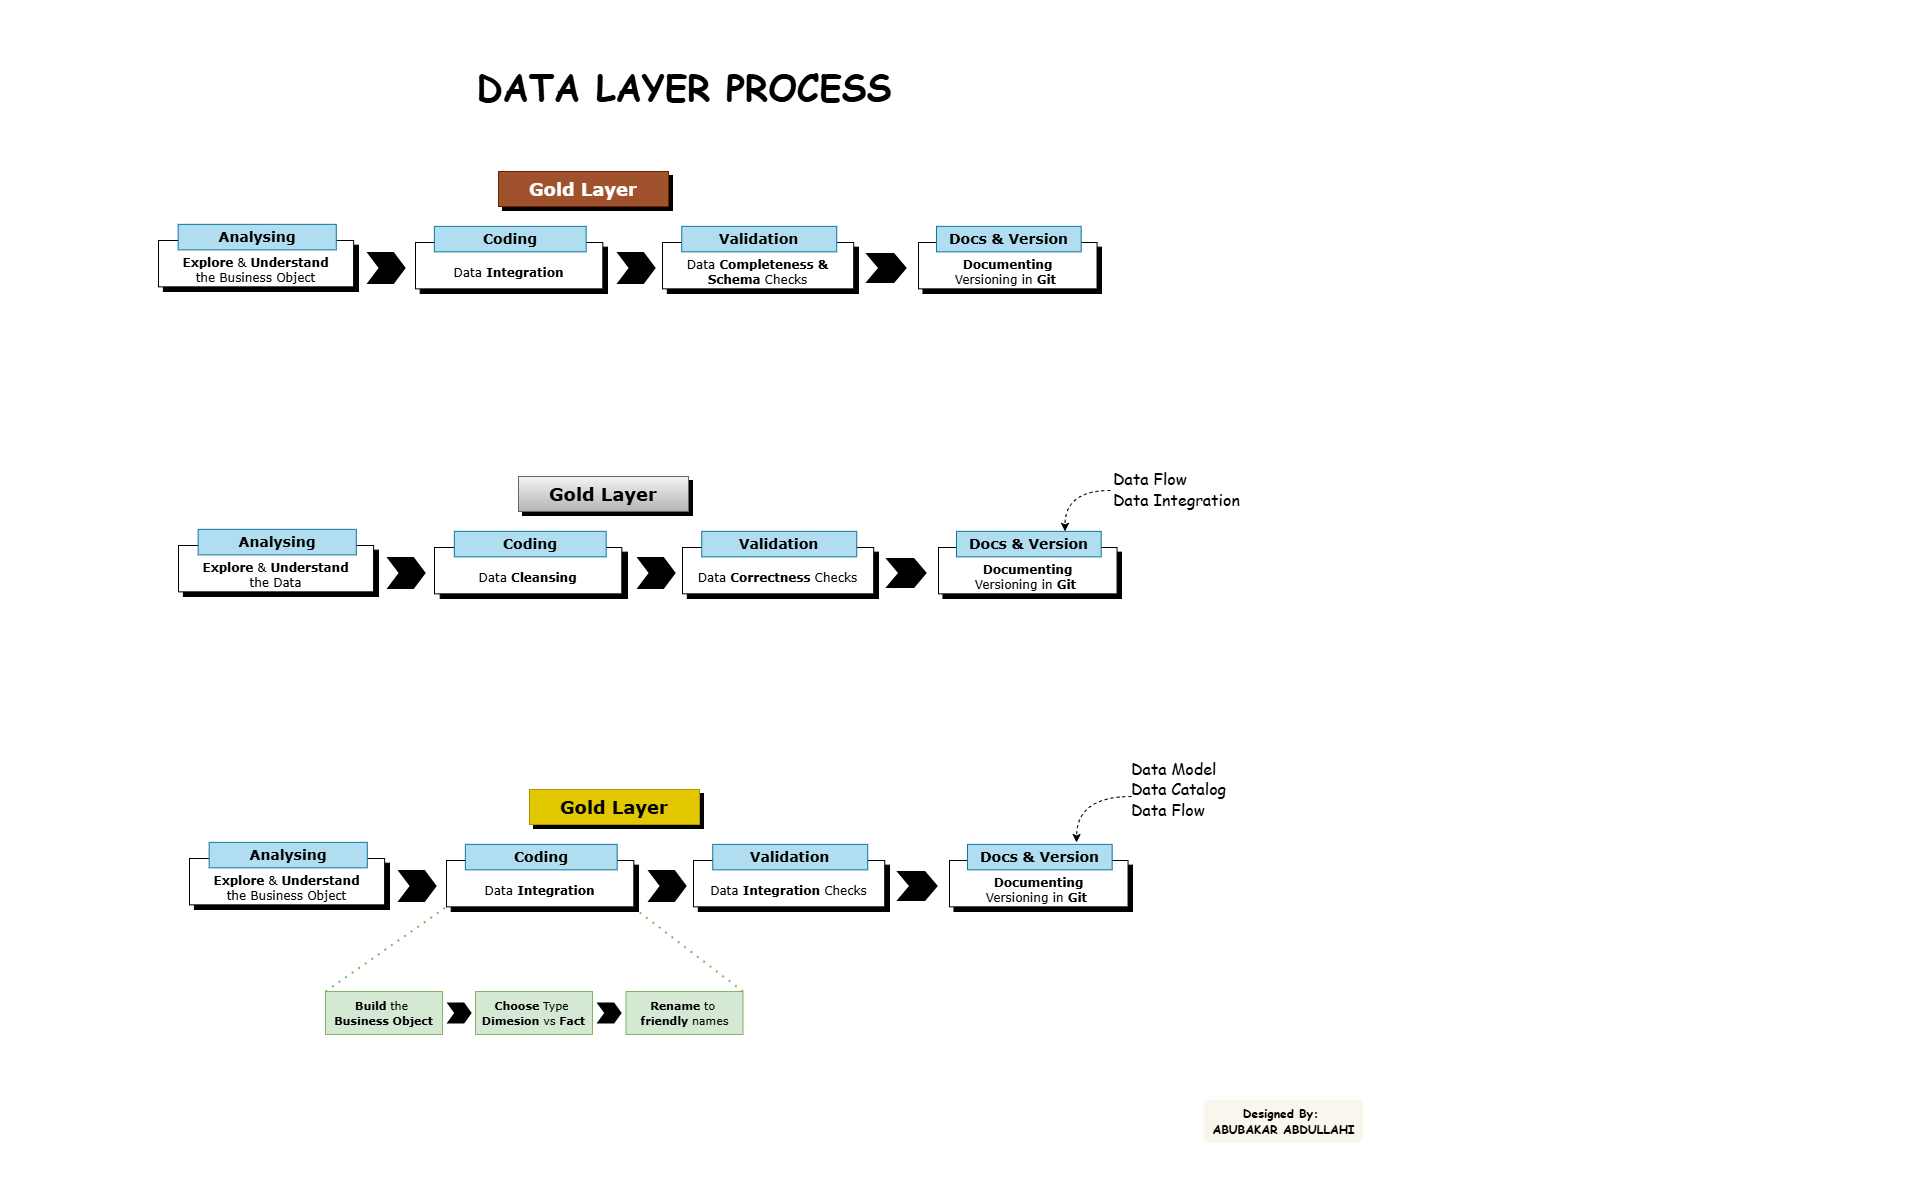 DATA LAYER PROCESS
Gold Layer
Analysing
Explore & Understand
the Business Object
Coding
Data Integration
Validation
Data Completeness &
Schema Checks
Docs & Version
Documenting
Versioning in Git
Gold Layer
Data Flow
Data Integration
Analysing
Explore & Understand
the Data
Coding
Data Cleansing
Validation
Data Correctness Checks
Docs & Version
Documenting
Versioning in Git
Gold Layer
Data Model
Data Catalog
Data Flow
Analysing
Explore & Understand
the Business Object
Coding
Data Integration
Validation
Data Integration Checks
Docs & Version
Documenting
Versioning in Git
Build the
Business Object
Choose Type
Dimesion vs Fact
Rename to
friendly names
Designed By:
ABUBAKAR ABDULLAHI